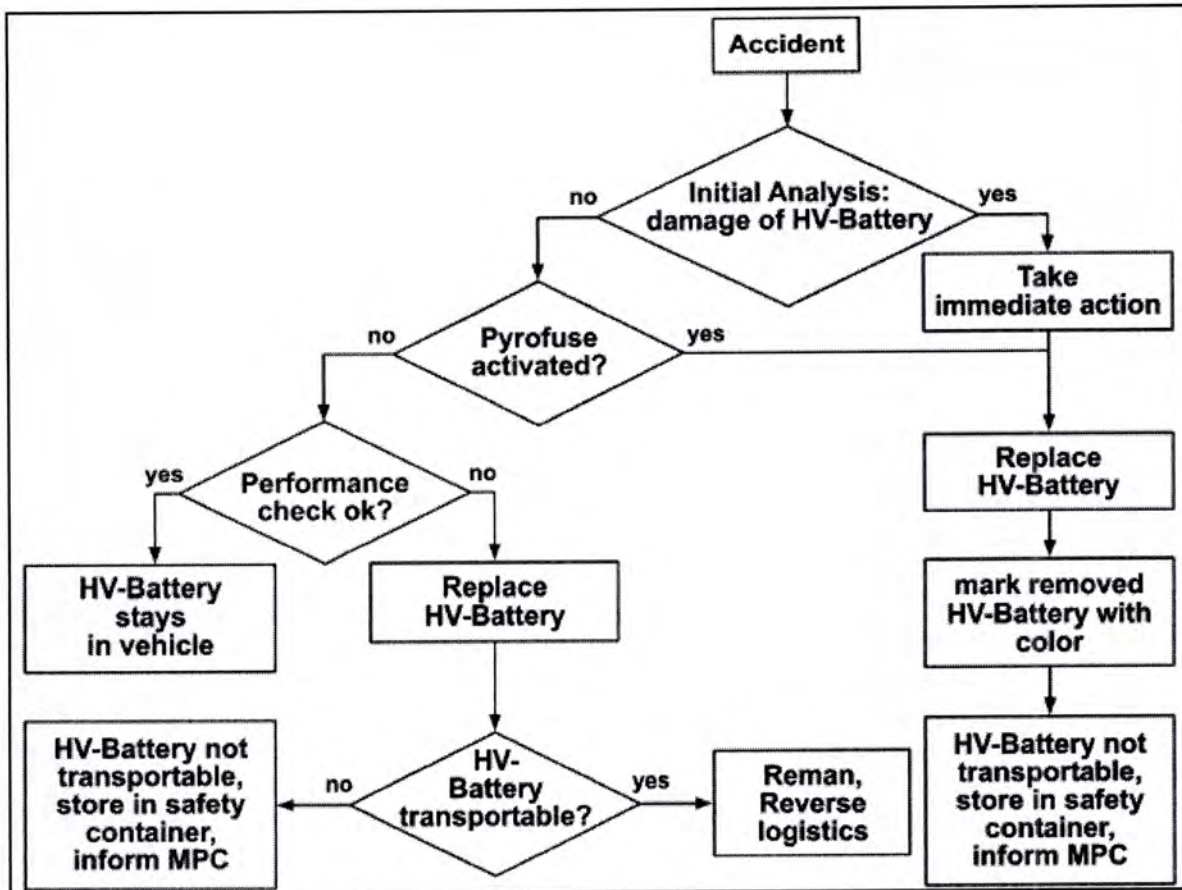 Accident
Initial Analysis:
damage of HV-Battery
no
yes
Take
immediate action
Pyrofuse
activated?
no
yes
Performance
check ok?
yes
no
Replace
HV-Battery
HV-Battery
stays
in vehicle
Replace
HV-Battery
mark removed
HV-Battery with
color
HV-Battery not
transportable,
store in safety
container,
inform MPC
HV-
Battery
transportable?
no
yes
Reman,
Reverse
logistics
HV-Battery not
transportable,
store in safety
container,
inform MPC